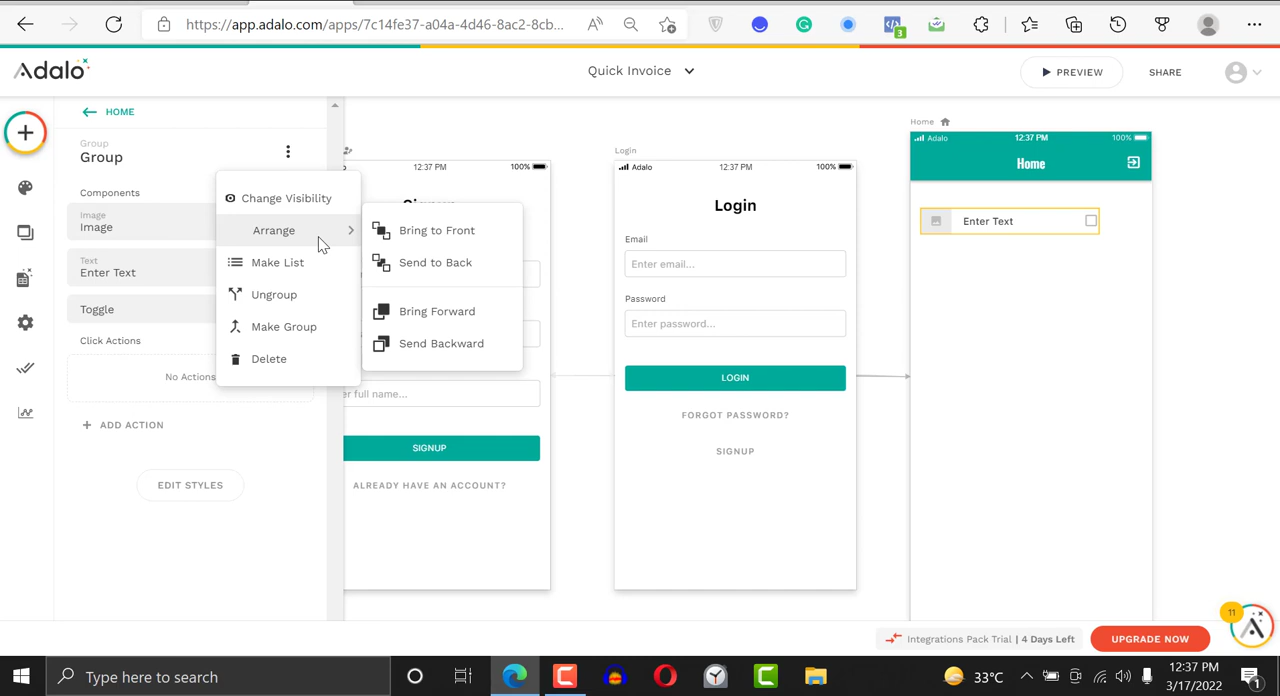 https://app.adalo.com/apps/7c14fe37-a04a-4d46-8ac2-8cb...
3
Adalo
Quick Invoice
PREVIEW
SHARE
HOME
Group
Group
Components
Image
Image
Text
Enter Text
Toggle
Click Actions
No Actions
ADD ACTION
EDIT STYLES
Change Visibility
Arrange
Make List
Ungroup
Make Group
Delete
Bring to Front
Send to Back
Bring Forward
Send Backward
12:37 PM
100%
er full name...
SIGNUP
ALREADY HAVE AN ACCOUNT?
Login
Adalo
12:37 PM
100%
Login
Email
Enter email...
Password
Enter password...
LOGIN
FORGOT PASSWORD?
SIGNUP
Home
Adalo
12:37 PM
100%
Home
Enter Text
11
Integrations Pack Trial | 4 Days Left
UPGRADE NOW
Type here to search
33°C
12:37 PM
3/17/2022
1